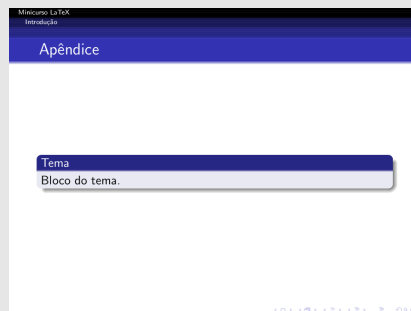 Minicurso LaTeX
Introdução
Apêndice
Tema
Bloco do tema.